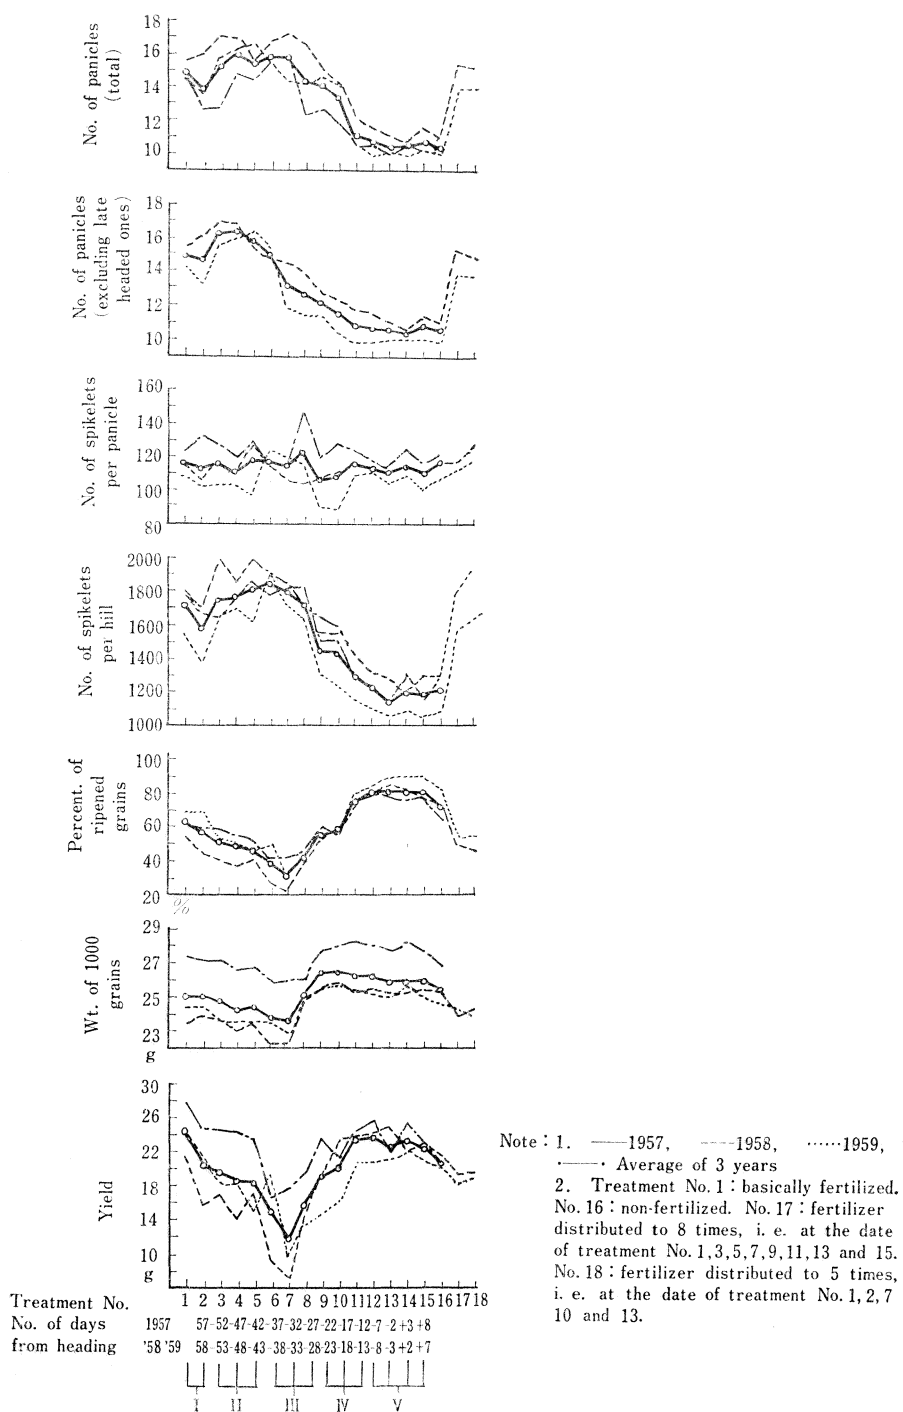 No. of panicles
(total)
18
16
14
12
10
No. of panicles
(excluding late
headed ones)
18
16
14
12
10
No. of spikelets
per panicle
160
140
120
100
80
No. of spikelets
per hiil
2000
1800
1600
1400
1200
1000
Percent. of
ripened
grains
100
80
60
40
20
%
Wt. of 1000
grains
29
27
25
23
g
Yield
30
26
22
18
14
10
g
Note : 1. ——1957, ----1958, ······1959,
·——· Average of 3 years
2. Treatment No. 1 : basically fertilized.
No. 16 : non-fertilized. No. 17 : fertilizer
distributed to 8 times, i. e. at the date
of treatment No. 1, 3, 5, 7, 9, 11, 13 and 15.
No. 18 : fertilizer distributed to 5 times,
i. e. at the date of treatment No. 1, 2, 7
10 and 13.
Treatment No. 1 2 3 4 5 6 7 8 9 10 11 12 13 14 15 16 17 18
No. of days 1957 57-52-47-42-37-32-27-22-17-12-7 -2 +3 +8
from heading '58 '59 58-53-48-43-38-33-28-23-18-13-8 -3 +2 +7
I II III IV V